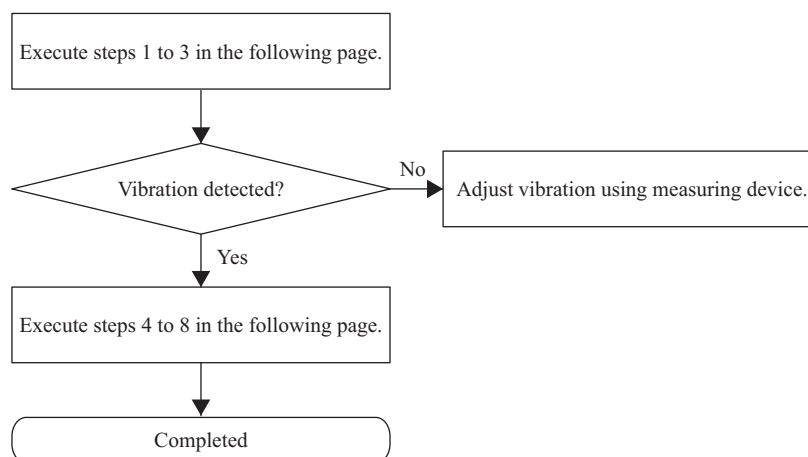 Execute steps 1 to 3 in the following page.
Vibration detected?
No
Adjust vibration using measuring device.
Yes
Execute steps 4 to 8 in the following page.
Completed